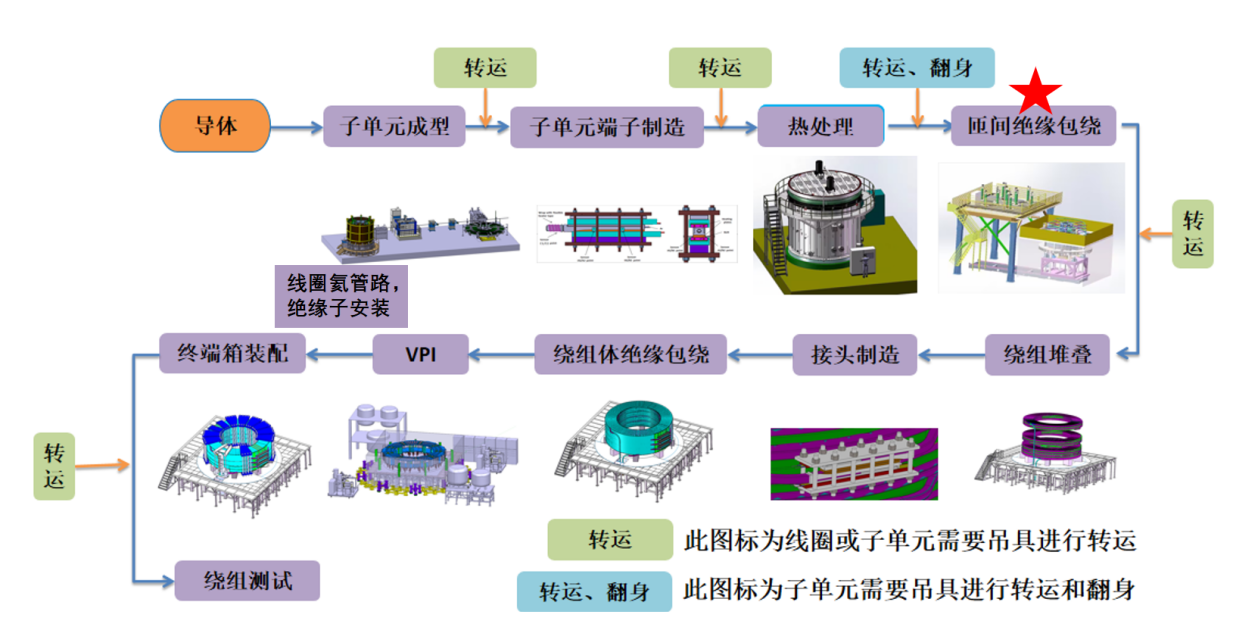 转运
转运
转运、翻身
导体
子单元成型
子单元端子制造
热处理
匝间绝缘包绕
转
运
线圈氦管路，
绝缘子安装
终端箱装配
VPI
绕组体绝缘包绕
接头制造
绕组堆叠
转
运
转运
此图标为线圈或子单元需要吊具进行转运
绕组测试
转运、翻身
此图标为子单元需要吊具进行转运和翻身